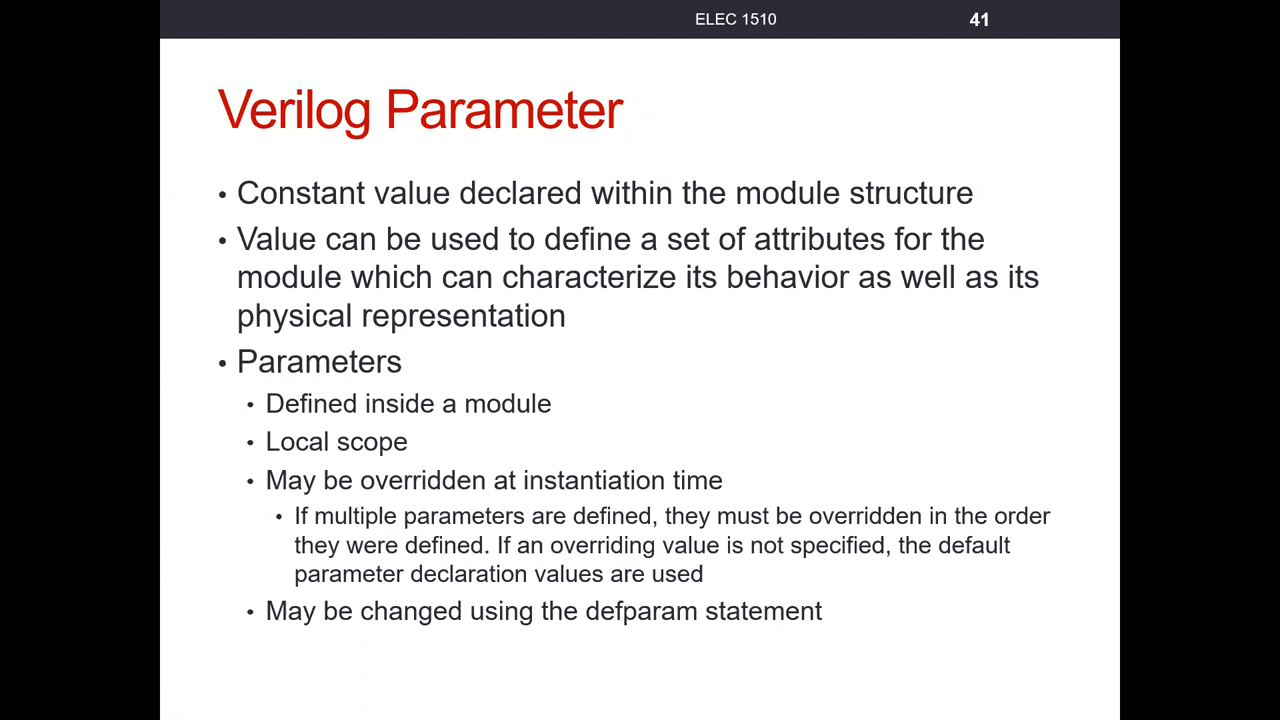 ELEC 1510
41
Verilog Parameter
• Constant value declared within the module structure
• Value can be used to define a set of attributes for the
module which can characterize its behavior as well as its
physical representation
• Parameters
• Defined inside a module
• Local scope
• May be overridden at instantiation time
• If multiple parameters are defined, they must be overridden in the order
they were defined. If an overriding value is not specified, the default
parameter declaration values are used
• May be changed using the defparam statement